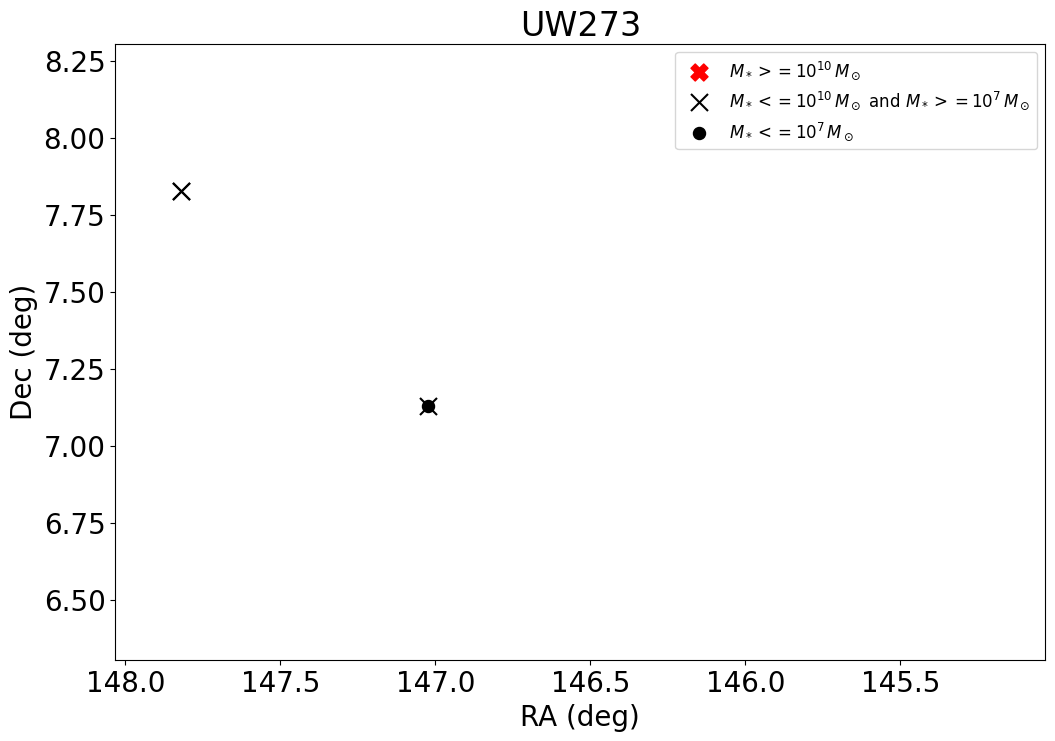 UW273
8.25
8.00
7.75
7.50
7.25
7.00
6.75
6.50
Dec (deg)
M* >= 10^10 M⊙
M* <= 10^10 M⊙ and M* >= 10^7 M⊙
M* <= 10^7 M⊙
148.0 147.5 147.0 146.5 146.0 145.5
RA (deg)